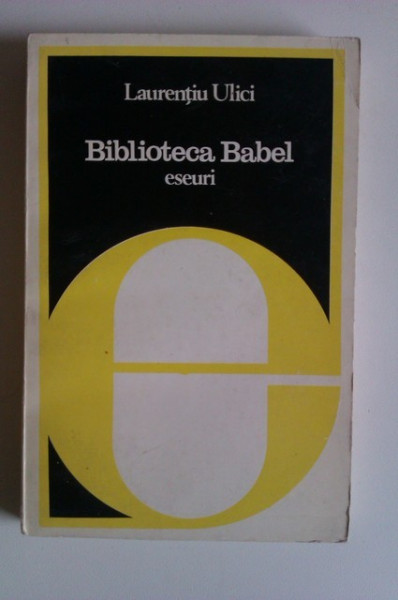 Laurențiu Ulici
Biblioteca Babel
eseuri
e